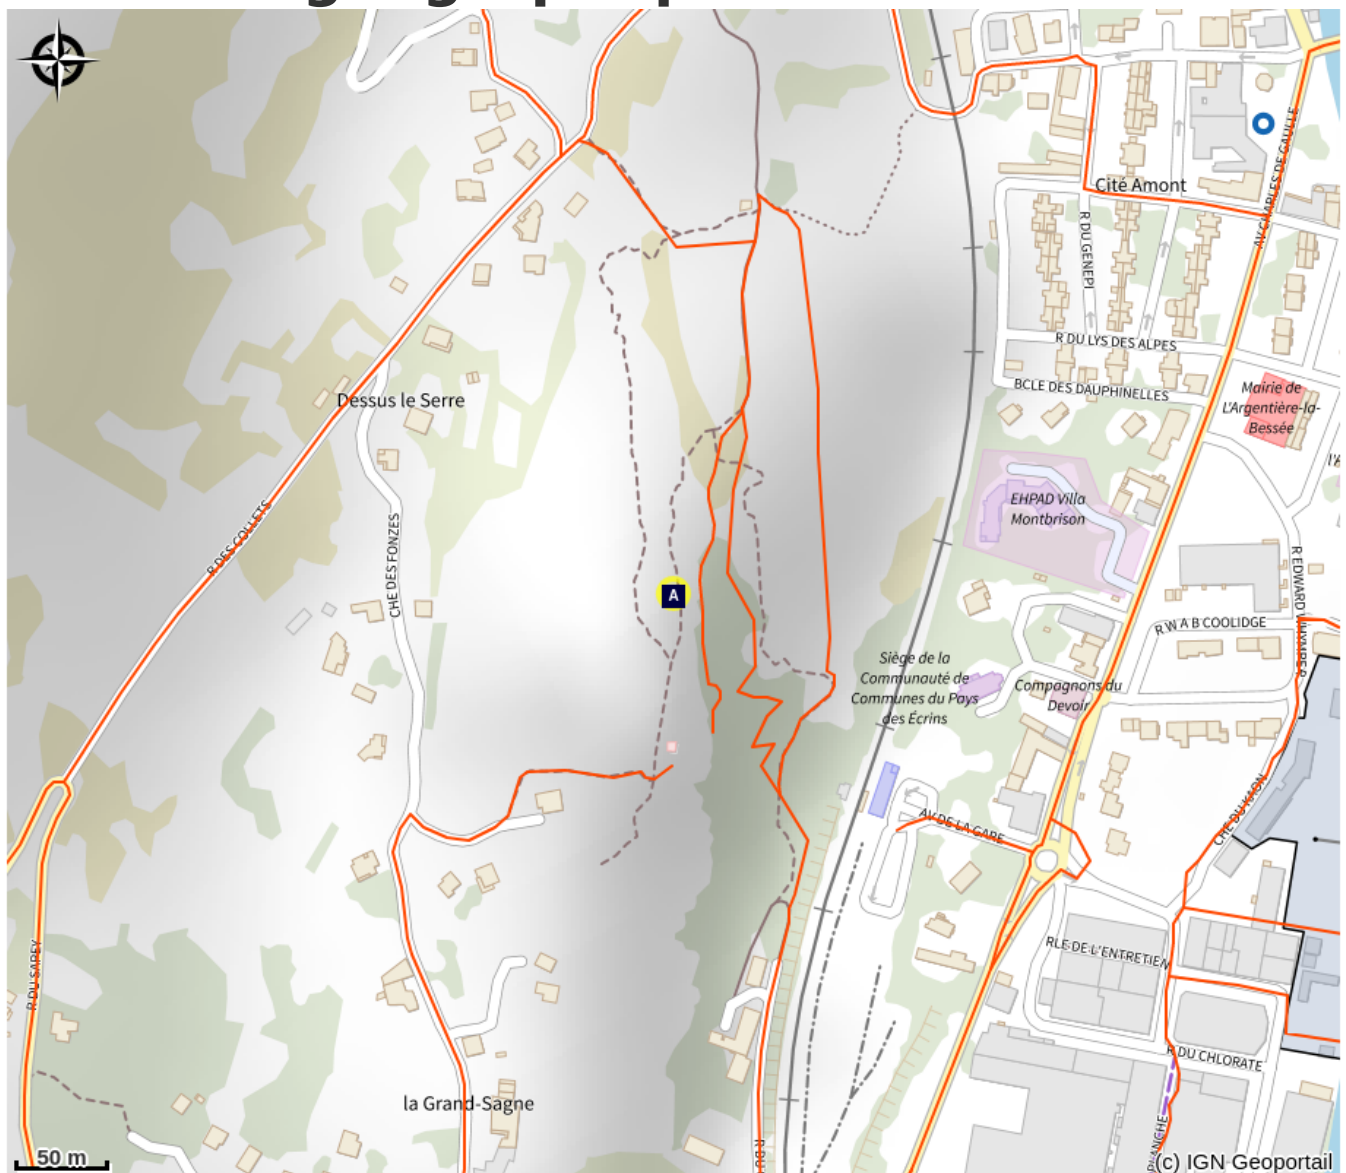 Cité Amont
AV CHARLES DE GAULLE
R DU GENEPI
R DU LYS DES ALPES
BCLE DES DAUPHINELLES
Mairie de
L'Argentière-la-
Bessée
Dessus le Serre
EHPAD Villa
Montbrison
R DES COLLETS
CHE DES FONZES
R EDWARD WHYMPER
A
R W A B COOLIDGE
Siège de la
Communauté de
Communes du Pays
des Écrins
Compagnons du
Devoir
AV DE LA GARE
CHE DU KAON
R DU SAPEY
RLE DE L'ENTRETIEN
R DU CHLORATE
la Grand-Sagne
50 m
(c) IGN Geoportail